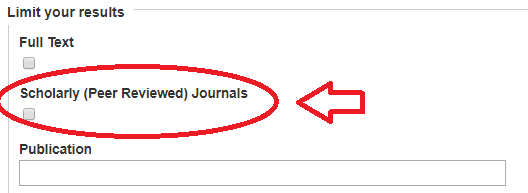 Limit your results
Full Text
Scholarly (Peer Reviewed) Journals
Publication